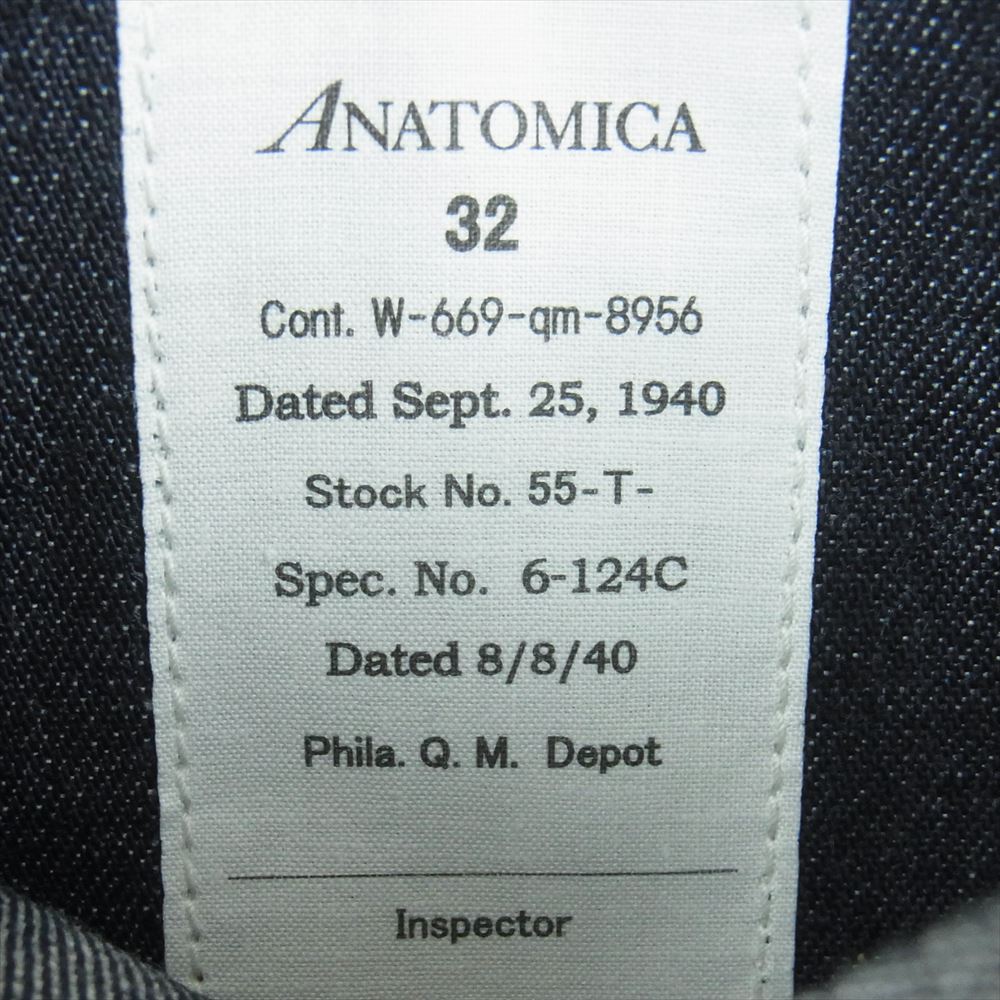 ANATOMICA
32
Cont. W-669-qm-8956
Dated Sept. 25, 1940
Stock No. 55-T-
Spec. No. 6-124C
Dated 8/8/40
Phila. Q. M. Depot
Inspector